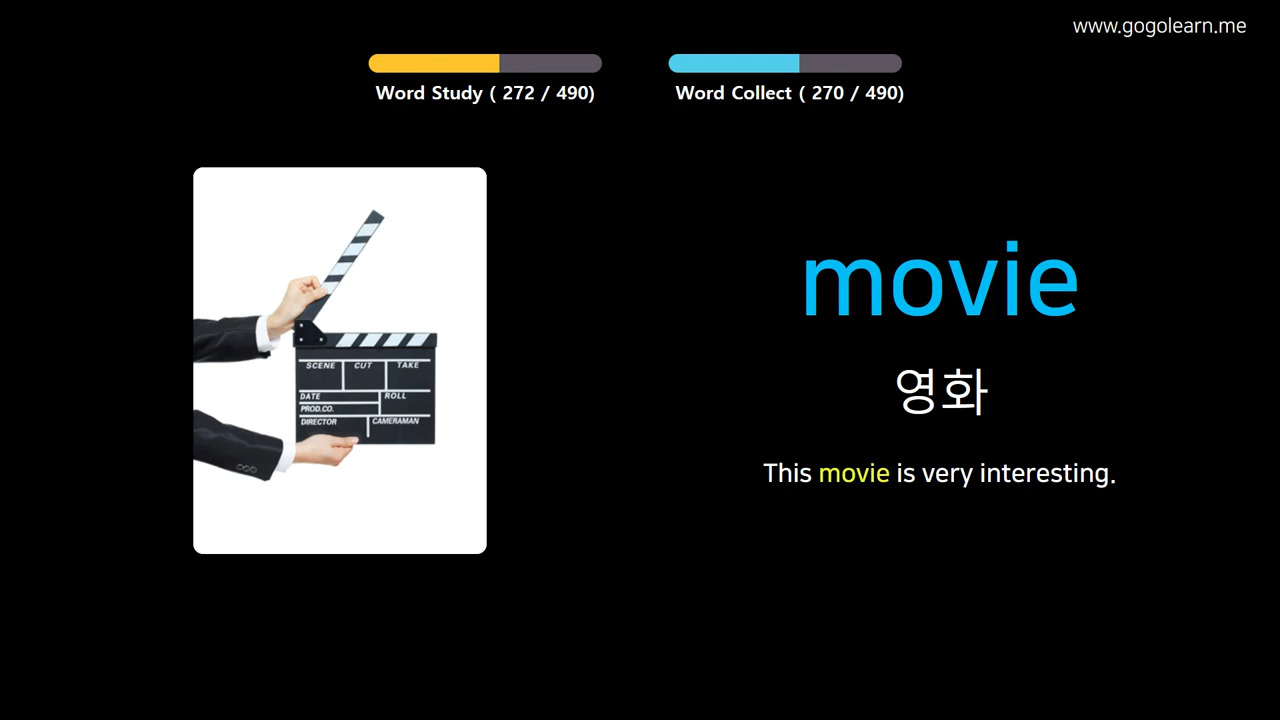 www.gogolearn.me
Word Study ( 272 / 490)
Word Collect ( 270 / 490)
SCENE CUT TAKE
DATE ROLL
PROD.CO.
DIRECTOR CAMERAMAN
movie
영화
This movie is very interesting.